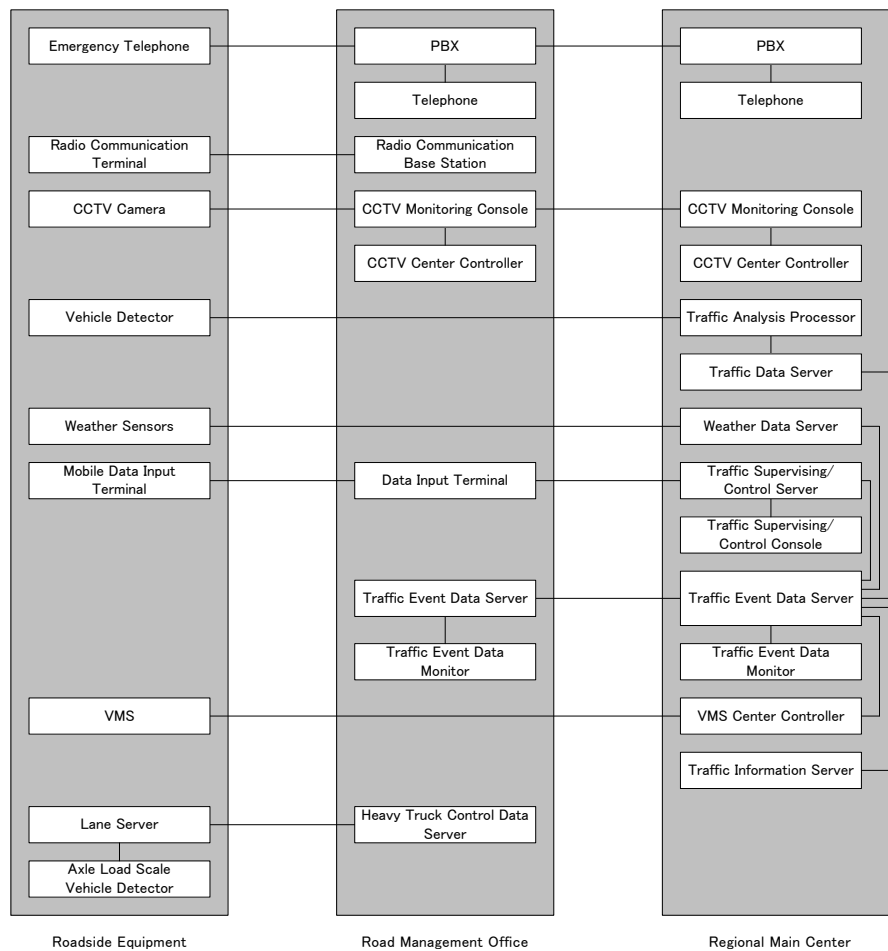 Emergency Telephone
PBX
PBX
Telephone
Telephone
Radio Communication
Terminal
Radio Communication
Base Station
CCTV Camera
CCTV Monitoring Console
CCTV Monitoring Console
CCTV Center Controller
CCTV Center Controller
Vehicle Detector
Traffic Analysis Processor
Traffic Data Server
Weather Sensors
Weather Data Server
Mobile Data Input
Terminal
Data Input Terminal
Traffic Supervising/
Control Server
Traffic Supervising/
Control Console
Traffic Event Data Server
Traffic Event Data Server
Traffic Event Data
Monitor
Traffic Event Data
Monitor
VMS
VMS Center Controller
Traffic Information Server
Lane Server
Heavy Truck Control Data
Server
Axle Load Scale
Vehicle Detector
Roadside Equipment
Road Management Office
Regional Main Center